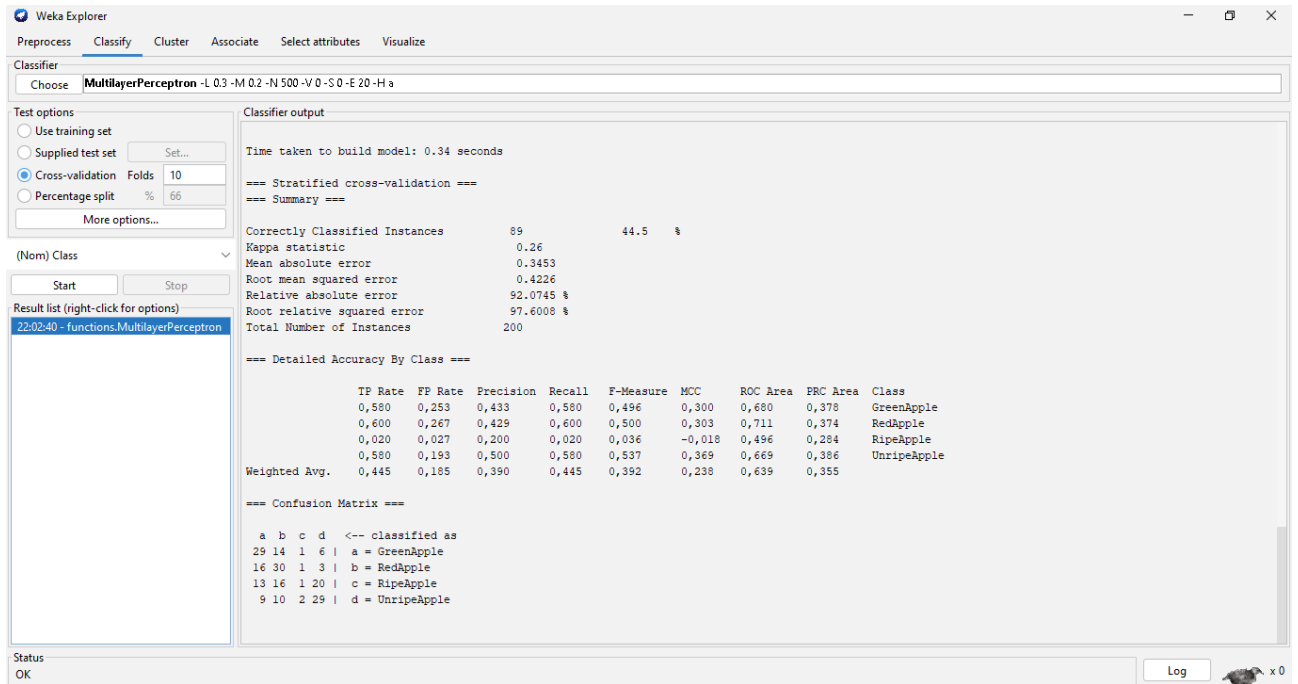 Weka Explorer
Preprocess Classify Cluster Associate Select attributes Visualize
Classifier
Choose MultilayerPerceptron -L 0.3 -M 0.2 -N 500 -V 0 -S 0 -E 20 -H a
Test options
Use training set
Supplied test set Set...
Cross-validation Folds 10
Percentage split % 66
More options...
(Nom) Class
Start Stop
Result list (right-click for options)
22:02:40 - functions.MultilayerPerceptron
Classifier output
Time taken to build model: 0.34 seconds
=== Stratified cross-validation ===
=== Summary ===
Correctly Classified Instances 89 44.5 %
Kappa statistic 0.26
Mean absolute error 0.3453
Root mean squared error 0.4226
Relative absolute error 92.0745 %
Root relative squared error 97.6008 %
Total Number of Instances 200
=== Detailed Accuracy By Class ===
TP Rate FP Rate Precision Recall F-Measure MCC ROC Area PRC Area Class
0,580 0,253 0,433 0,580 0,496 0,300 0,680 0,378 GreenApple
0,600 0,267 0,429 0,600 0,500 0,303 0,711 0,374 RedApple
0,020 0,027 0,200 0,020 0,036 -0,018 0,496 0,284 RipeApple
0,580 0,193 0,500 0,580 0,537 0,369 0,669 0,386 UnripeApple
Weighted Avg. 0,445 0,185 0,390 0,445 0,392 0,238 0,639 0,355
=== Confusion Matrix ===
a b c d <-- classified as
29 14 1 6 | a = GreenApple
16 30 1 3 | b = RedApple
13 16 1 20 | c = RipeApple
9 10 2 29 | d = UnripeApple
Status
OK
Log x 0